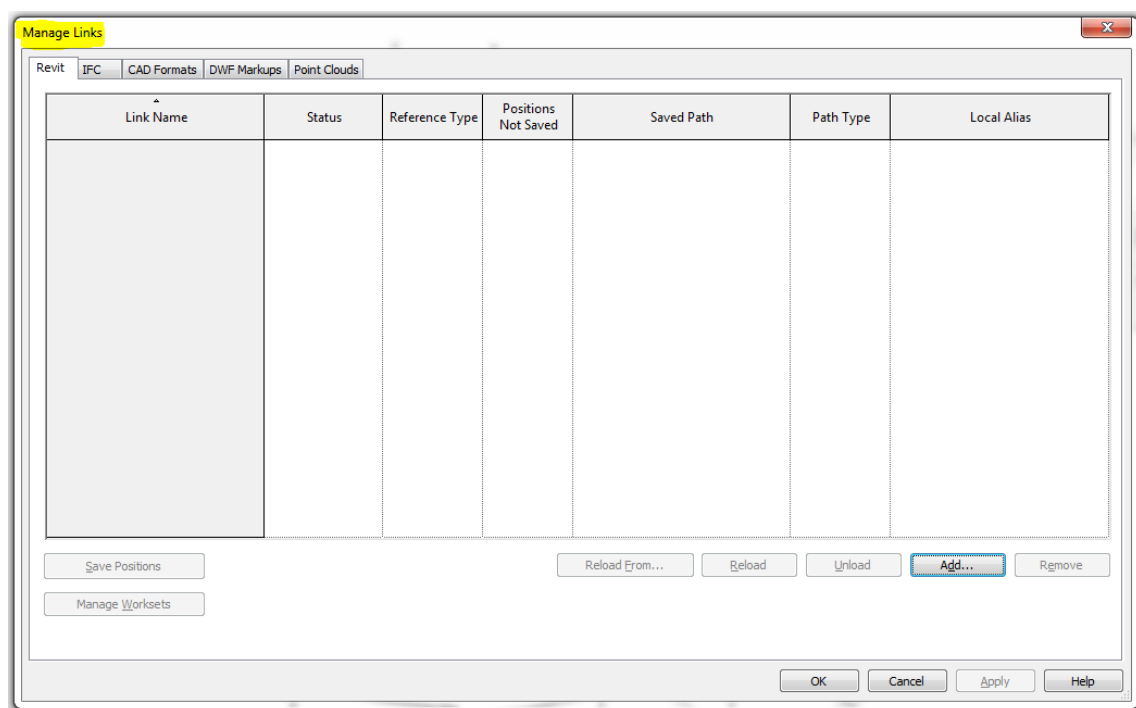 Manage Links
Revit IFC CAD Formats DWF Markups Point Clouds
Link Name Status Reference Type Positions Not Saved Saved Path Path Type Local Alias
Save Positions Reload From... Reload Unload Add... Remove
Manage Worksets
OK Cancel Apply Help